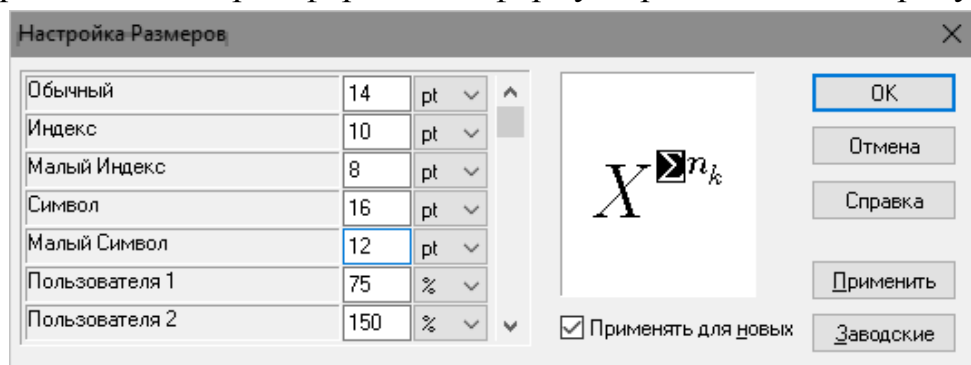 Настройка Размеров
Обычный 14 pt
Индекс 10 pt
Малый Индекс 8 pt
Символ 16 pt
Малый Символ 12 pt
Пользователя 1 75 %
Пользователя 2 150 %
X^Σn_k
Применять для новых
OK
Отмена
Справка
Применить
Заводские